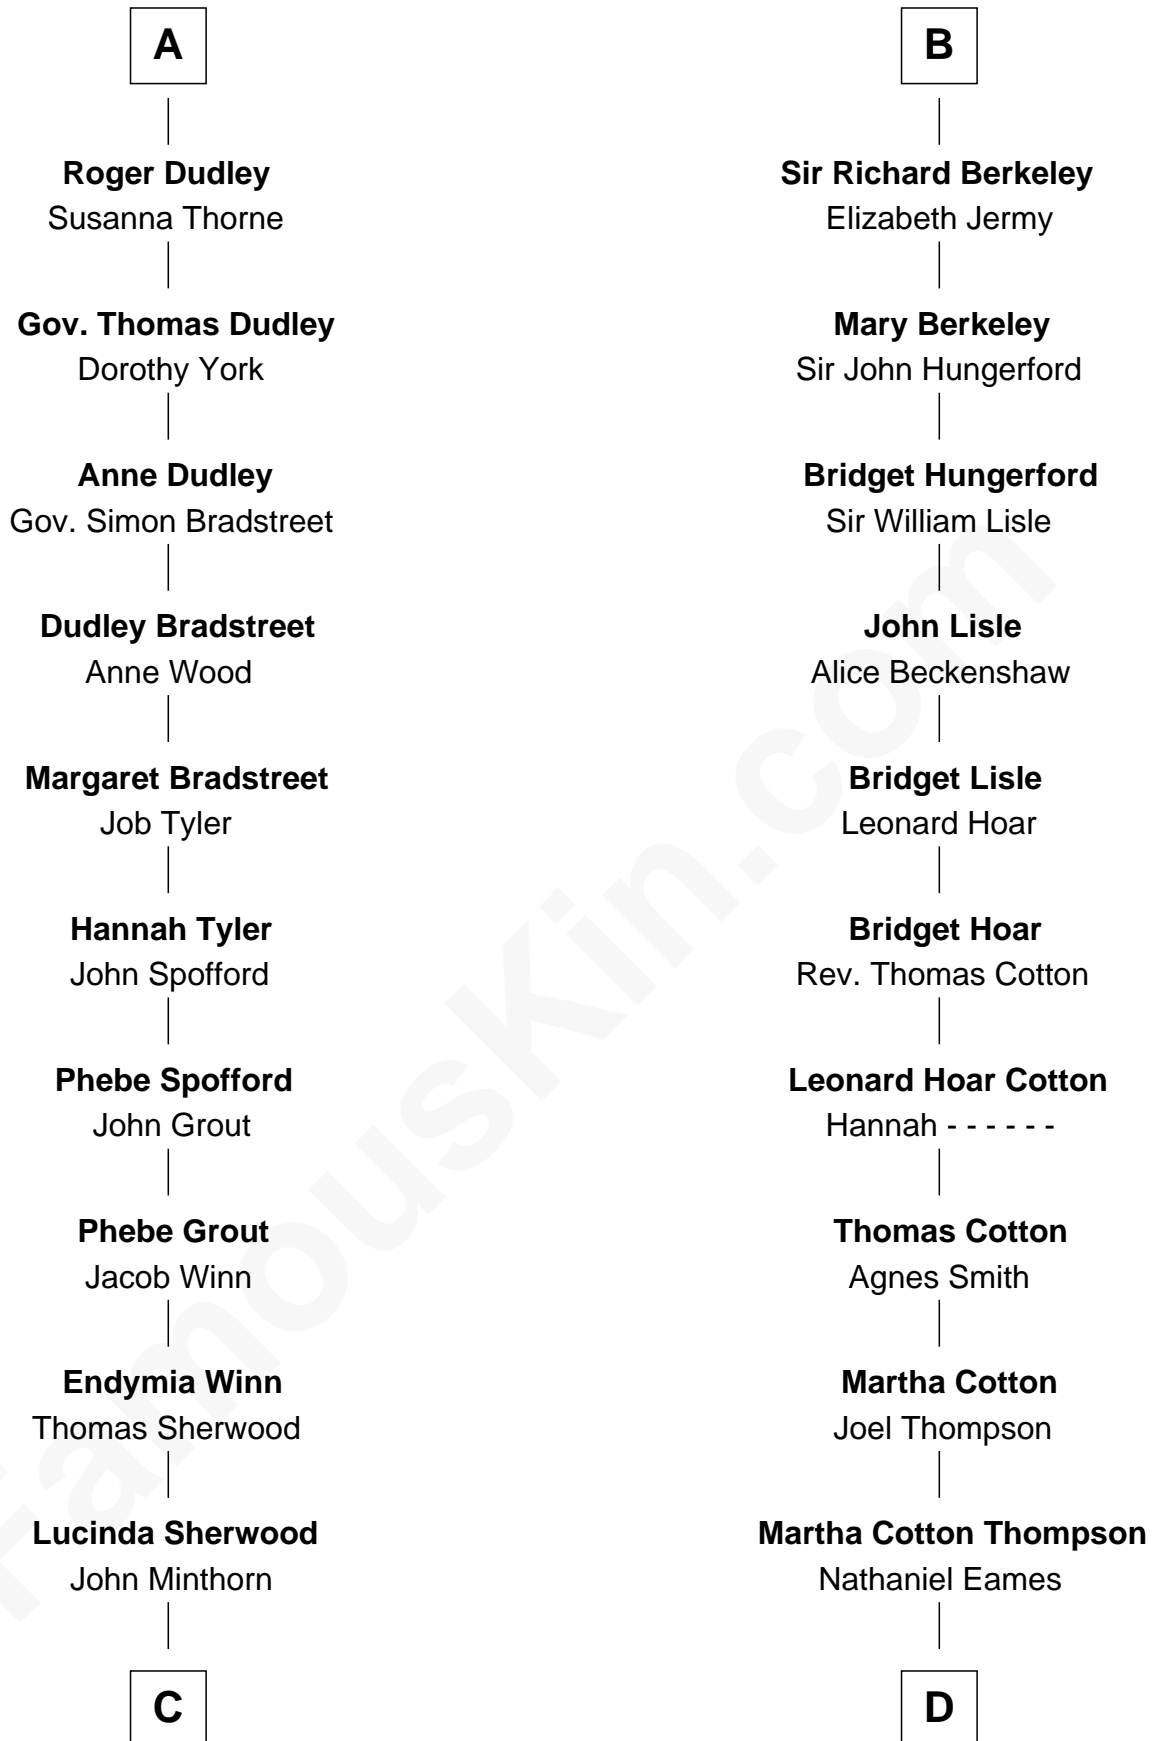 A
Roger Dudley
Susanna Thorne
Gov. Thomas Dudley
Dorothy York
Anne Dudley
Gov. Simon Bradstreet
Dudley Bradstreet
Anne Wood
Margaret Bradstreet
Job Tyler
Hannah Tyler
John Spofford
Phebe Spofford
John Grout
Phebe Grout
Jacob Winn
Endymia Winn
Thomas Sherwood
Lucinda Sherwood
John Minthorn
C
B
Sir Richard Berkeley
Elizabeth Jermy
Mary Berkeley
Sir John Hungerford
Bridget Hungerford
Sir William Lisle
John Lisle
Alice Beckenshaw
Bridget Lisle
Leonard Hoar
Bridget Hoar
Rev. Thomas Cotton
Leonard Hoar Cotton
Hannah - - - - - -
Thomas Cotton
Agnes Smith
Martha Cotton
Joel Thompson
Martha Cotton Thompson
Nathaniel Eames
D
FamousKin.com